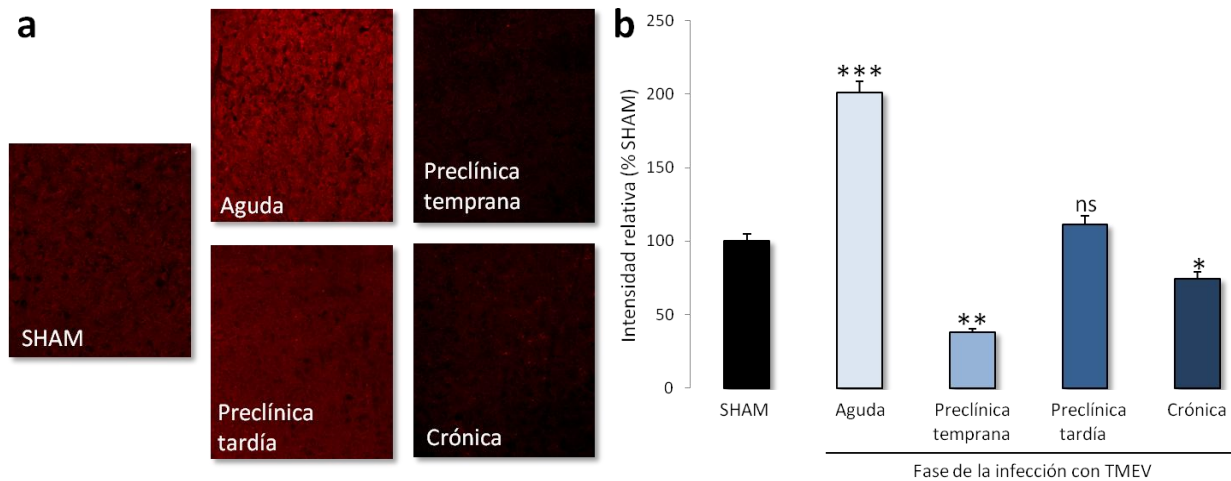 a
SHAM
Aguda
Preclínica
temprana
Preclínica
tardía
Crónica
b
Intensidad relativa (% SHAM)
250
200
150
100
50
0
***
**
ns
*
SHAM
Aguda
Preclínica
temprana
Preclínica
tardía
Crónica
Fase de la infección con TMEV